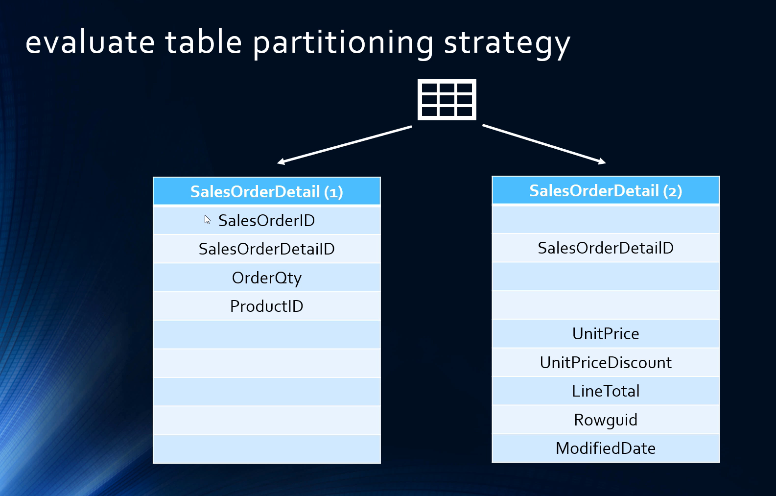 evaluate table partitioning strategy
SalesOrderDetail (1)
SalesOrderID
SalesOrderDetailID
OrderQty
ProductID
SalesOrderDetail (2)
SalesOrderDetailID
UnitPrice
UnitPriceDiscount
LineTotal
Rowguid
ModifiedDate